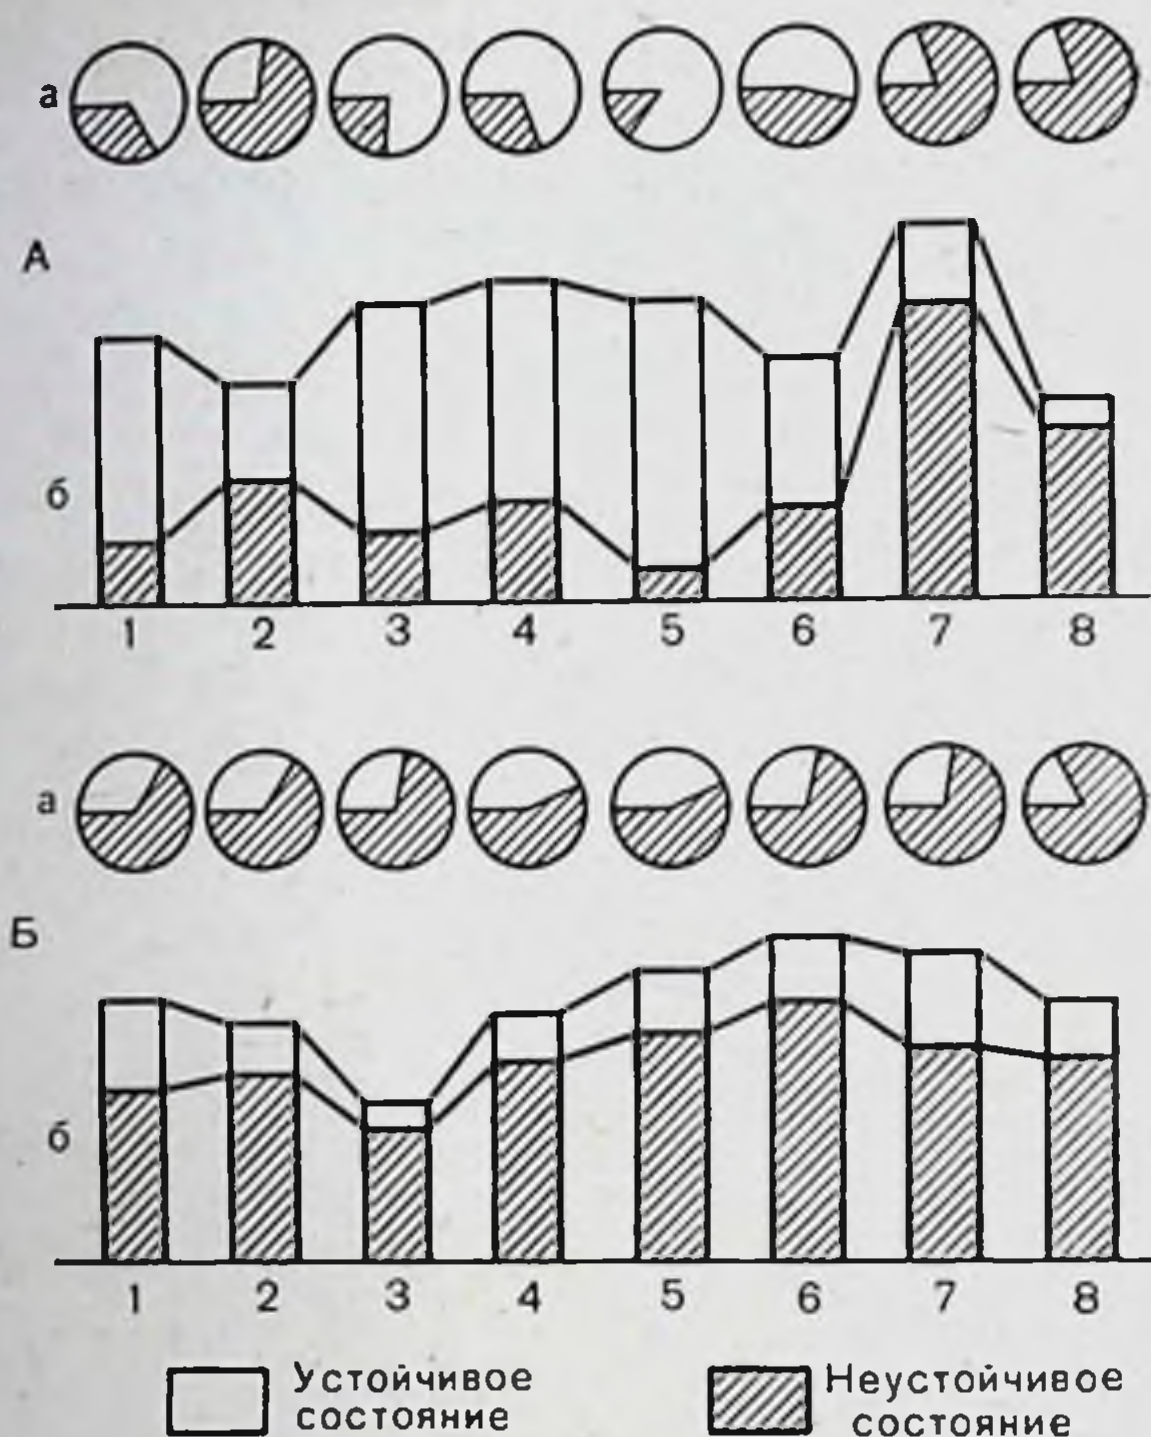 а
А
б
1 2 3 4 5 6 7 8
а
Б
б
1 2 3 4 5 6 7 8
Устойчивое
состояние
Неустойчивое
состояние